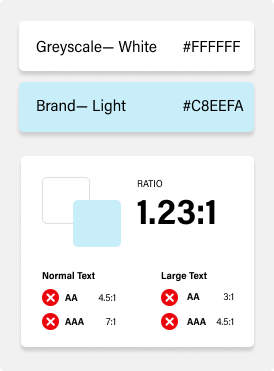 Greyscale— White #FFFFFF
Brand— Light #C8EEFA
RATIO
1.23:1
Normal Text Large Text
AA 4.5:1 AA 3:1
AAA 7:1 AAA 4.5:1